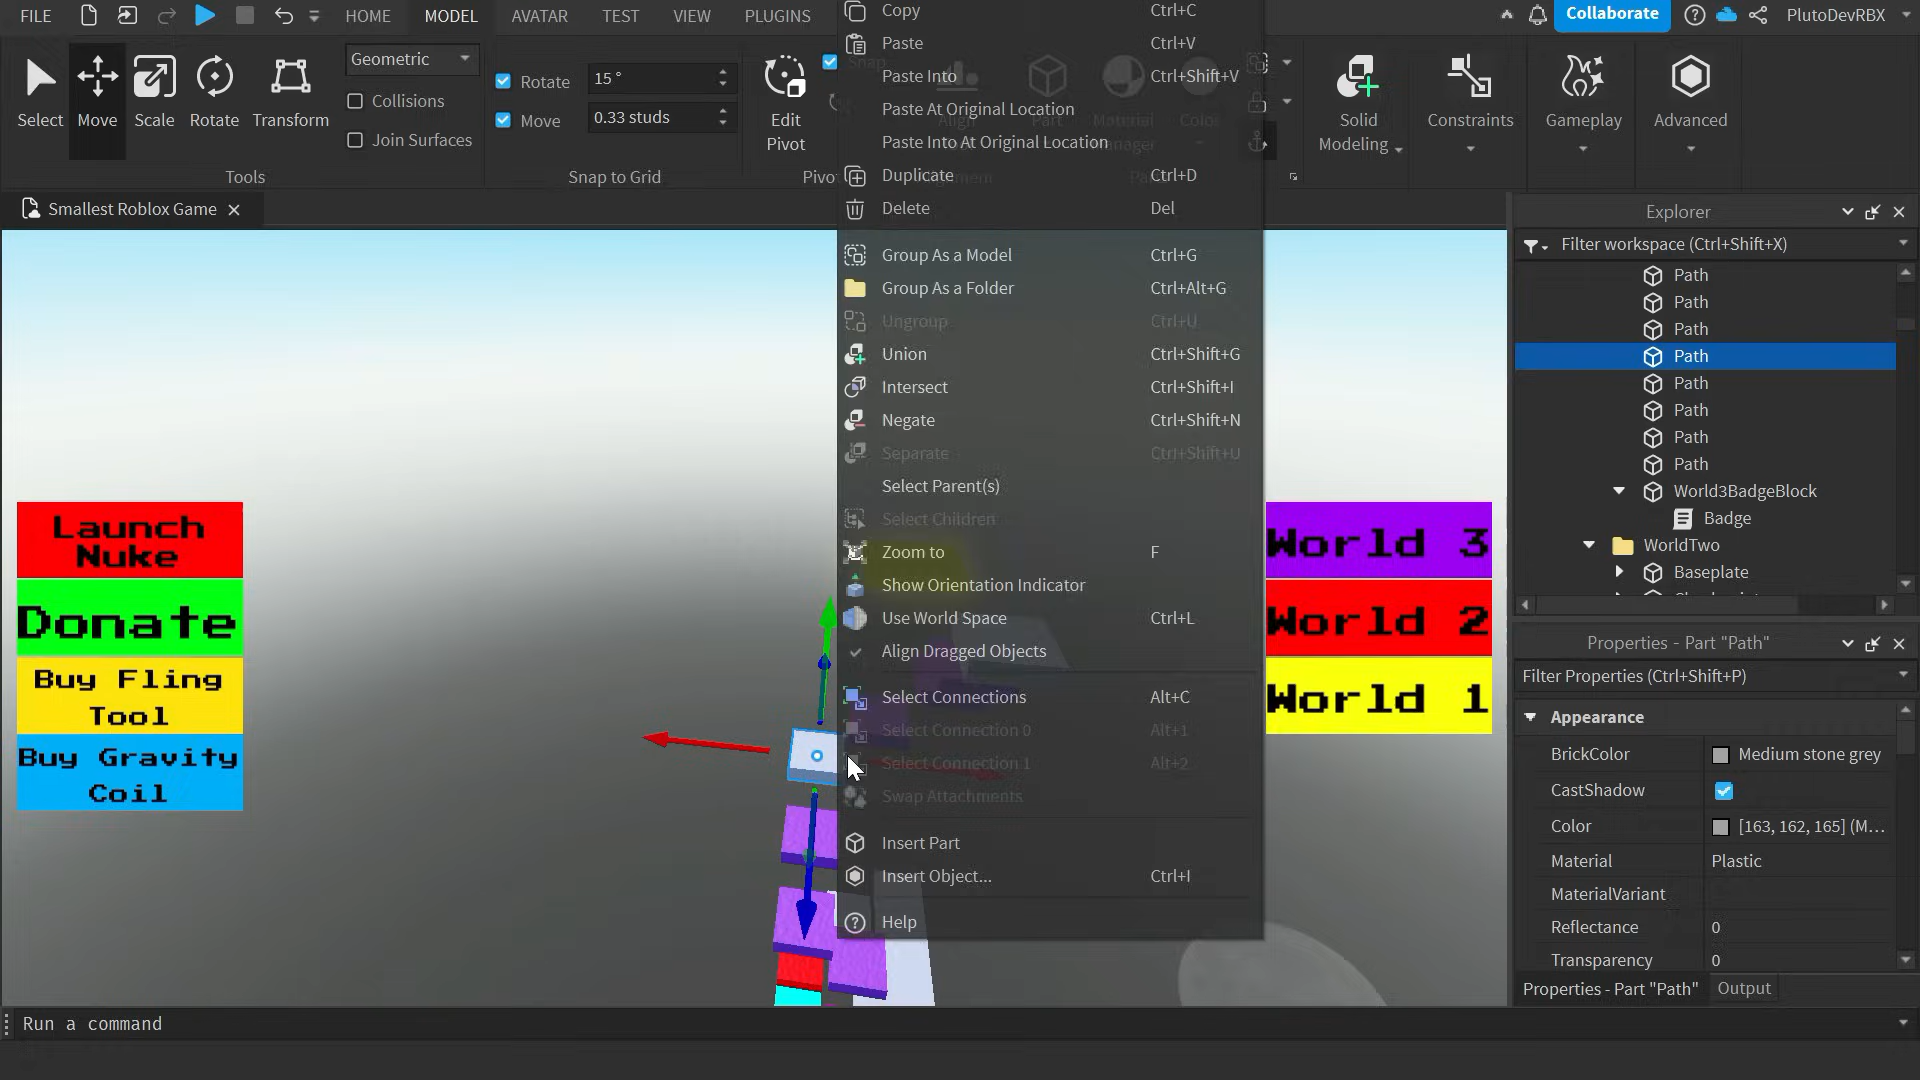 FILE
HOME
MODEL
AVATAR
TEST
VIEW
PLUGINS
Collaborate
PlutoDevRBX
Select
Move
Scale
Rotate
Transform
Tools
Geometric
Collisions
Join Surfaces
Rotate
15 °
Move
0.33 studs
Snap to Grid
Edit
Pivot
Solid
Modeling
Constraints
Gameplay
Advanced
Smallest Roblox Game
Copy Ctrl+C
Paste Ctrl+V
Paste Into Ctrl+Shift+V
Paste At Original Location
Paste Into At Original Location
Duplicate Ctrl+D
Delete Del
Group As a Model Ctrl+G
Group As a Folder Ctrl+Alt+G
Ungroup Ctrl+U
Union Ctrl+Shift+G
Intersect Ctrl+Shift+I
Negate Ctrl+Shift+N
Separate Ctrl+Shift+U
Select Parent(s)
Select Children
Zoom to F
Show Orientation Indicator
Use World Space Ctrl+L
Align Dragged Objects
Select Connections Alt+C
Select Connection 0 Alt+1
Select Connection 1 Alt+2
Swap Attachments
Insert Part
Insert Object... Ctrl+I
Help
Launch
Nuke
Donate
Buy Fling
Tool
Buy Gravity
Coil
World 3
World 2
World 1
Explorer
Filter workspace (Ctrl+Shift+X)
Path
Path
Path
Path
Path
Path
Path
Path
World3BadgeBlock
Badge
WorldTwo
Baseplate
Properties - Part "Path"
Filter Properties (Ctrl+Shift+P)
Appearance
BrickColor Medium stone grey
CastShadow
Color [163, 162, 165] (M...
Material Plastic
MaterialVariant
Reflectance 0
Transparency 0
Properties - Part "Path" Output
Run a command